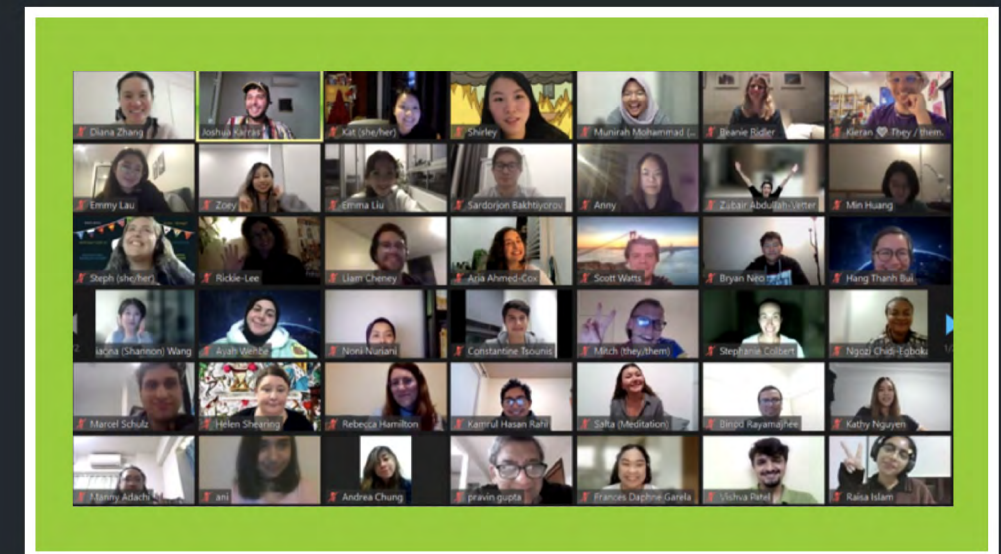 Diana Zhang
Joshua Karras
Kat (she/her)
Shirley
Munirah Mohammad (...
Beanie Ridler
Kieran 🤍 They / them.
Emmy Lau
Zoey
Emma Liu
Sardorjon Bakhtiyorov
Anny
Zubair Abdullah-Vetter
Min Huang
Steph (she/her)
Rickie-Lee
Liam Cheney
Aria Ahmed-Cox
Scott Watts
Bryan Neo
Hang Thanh Bui
(Shannon) Wang
Ayah Wehbe
Noni Nuriani
Constantine Tsounis
Mitch (they/them)
Stephanie Colbert
Ngozi Chidi-Egboka
Marcel Schulz
Helen Shearing
Rebecca Hamilton
Kamrul Hasan Rahi
Salta (Meditation)
Binod Rayamajhee
Kathy Nguyen
Manny Adachi
ani
Andrea Chung
pravin gupta
Frances Daphne Garela
Vishva Patel
Raisa Islam